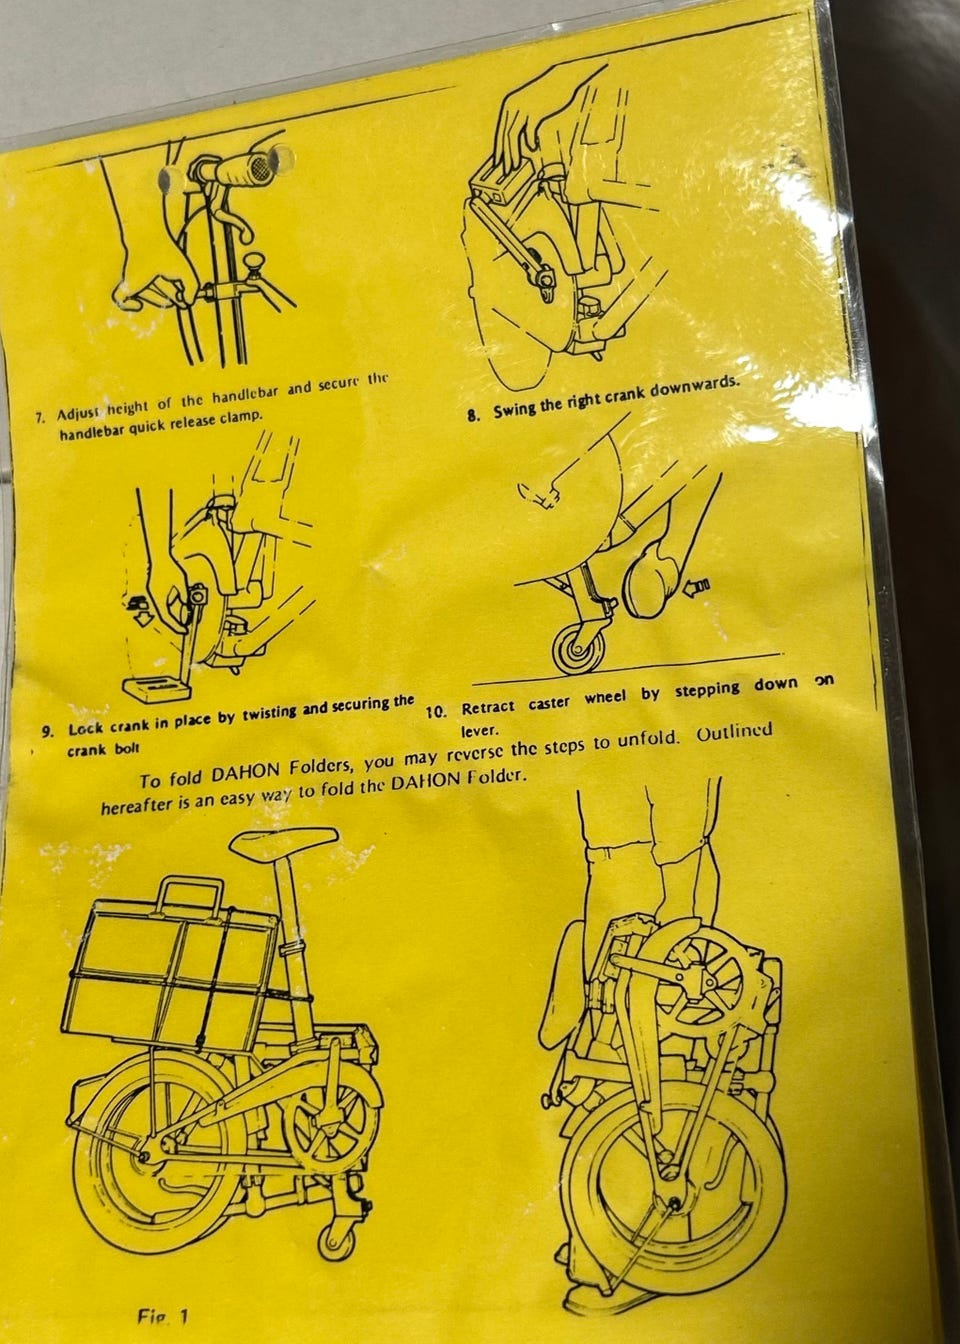 7. Adjust height of the handlebar and secure the
handlebar quick release clamp.
8. Swing the right crank downwards.
9. Lock crank in place by twisting and securing the
crank bolt
10. Retract caster wheel by stepping down on
lever.
To fold DAHON Folders, you may reverse the steps to unfold. Outlined
hereafter is an easy way to fold the DAHON Folder.
Fig. 1